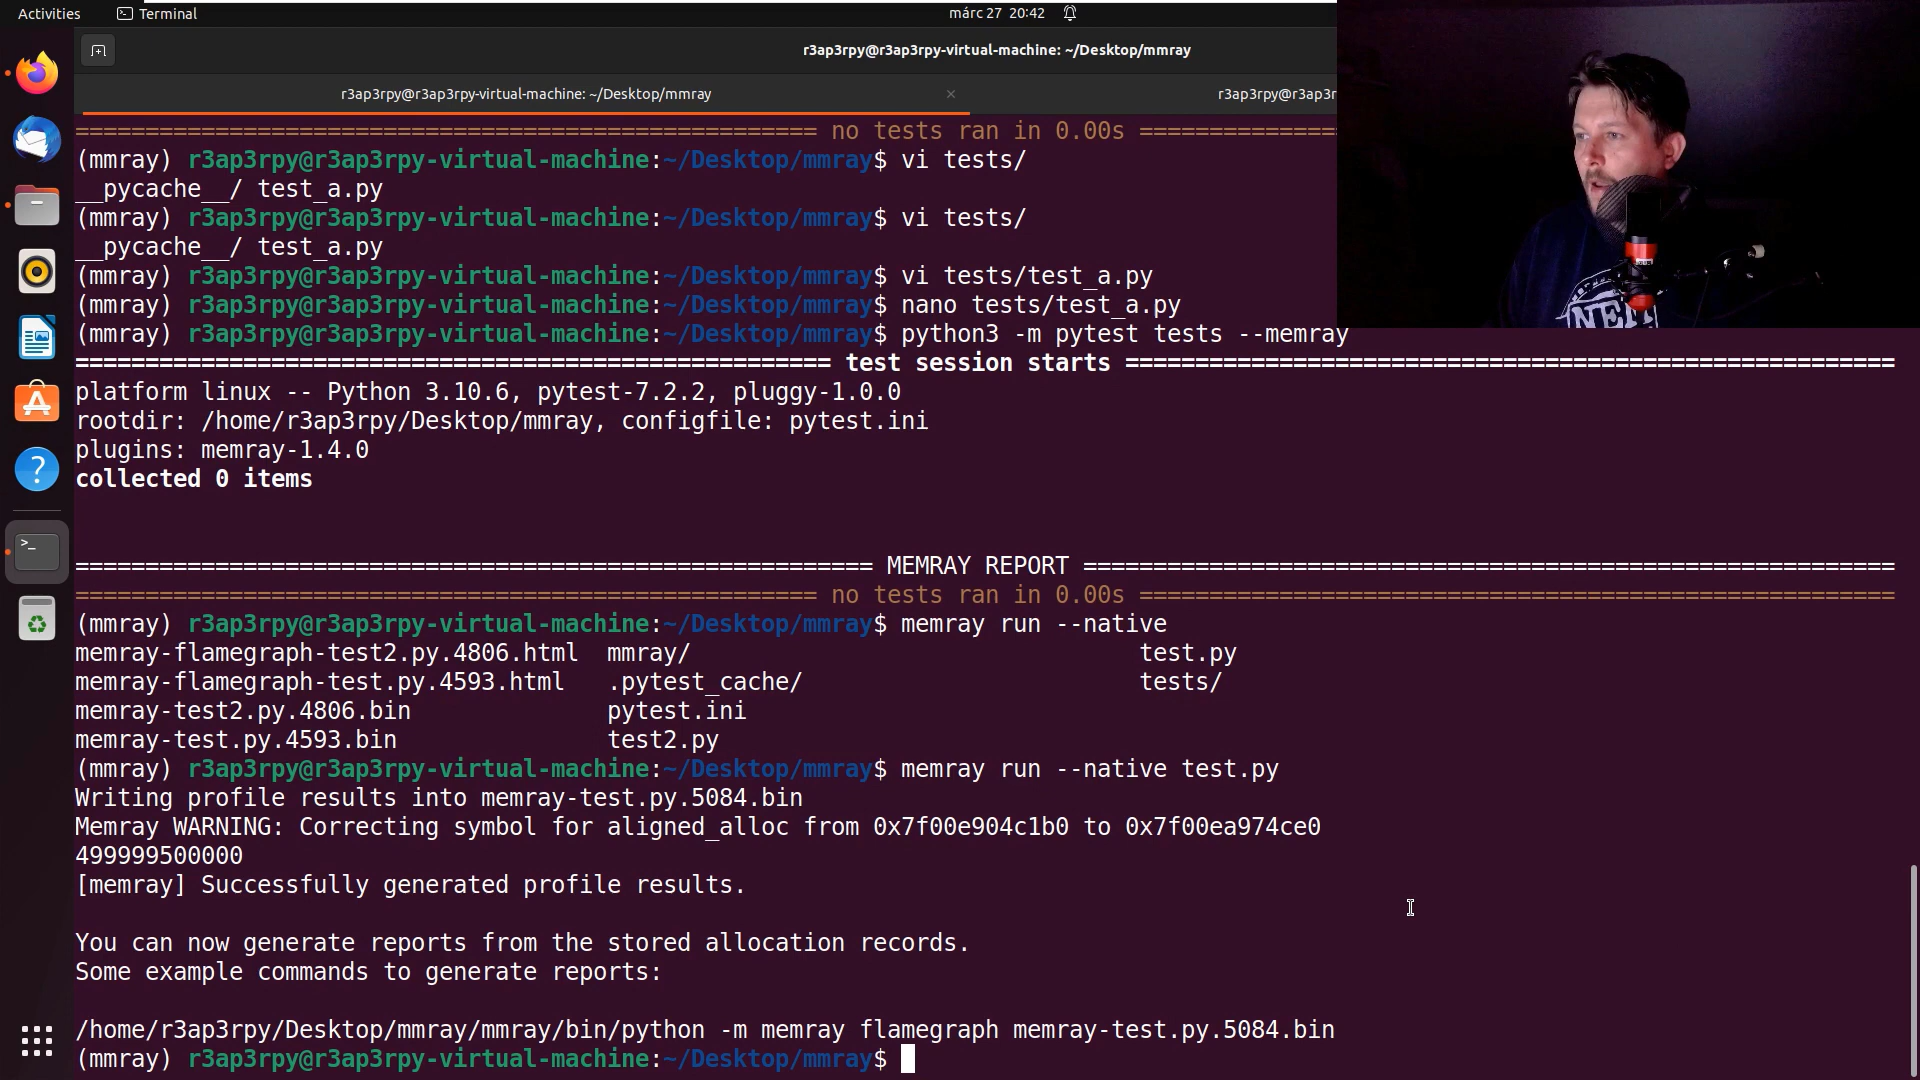 Activities
Terminal
márc 27 20:42
r3ap3rpy@r3ap3rpy-virtual-machine: ~/Desktop/mmray
r3ap3rpy@r3ap3rpy-virtual-machine: ~/Desktop/mmray ×
r3ap3rpy@r3ap3r
================================ no tests ran in 0.00s ================================
(mmray) r3ap3rpy@r3ap3rpy-virtual-machine:~/Desktop/mmray$ vi tests/
__pycache__/ test_a.py
(mmray) r3ap3rpy@r3ap3rpy-virtual-machine:~/Desktop/mmray$ vi tests/
__pycache__/ test_a.py
(mmray) r3ap3rpy@r3ap3rpy-virtual-machine:~/Desktop/mmray$ vi tests/test_a.py
(mmray) r3ap3rpy@r3ap3rpy-virtual-machine:~/Desktop/mmray$ nano tests/test_a.py
(mmray) r3ap3rpy@r3ap3rpy-virtual-machine:~/Desktop/mmray$ python3 -m pytest tests --memray
================================ test session starts ================================
platform linux -- Python 3.10.6, pytest-7.2.2, pluggy-1.0.0
rootdir: /home/r3ap3rpy/Desktop/mmray, configfile: pytest.ini
plugins: memray-1.4.0
collected 0 items
================================ MEMRAY REPORT ================================
================================ no tests ran in 0.00s ================================
(mmray) r3ap3rpy@r3ap3rpy-virtual-machine:~/Desktop/mmray$ memray run --native
memray-flamegraph-test2.py.4806.html mmray/ test.py
memray-flamegraph-test.py.4593.html .pytest_cache/ tests/
memray-test2.py.4806.bin pytest.ini
memray-test.py.4593.bin test2.py
(mmray) r3ap3rpy@r3ap3rpy-virtual-machine:~/Desktop/mmray$ memray run --native test.py
Writing profile results into memray-test.py.5084.bin
Memray WARNING: Correcting symbol for aligned_alloc from 0x7f00e904c1b0 to 0x7f00ea974ce0
499999500000
[memray] Successfully generated profile results.
You can now generate reports from the stored allocation records.
Some example commands to generate reports:
/home/r3ap3rpy/Desktop/mmray/mmray/bin/python -m memray flamegraph memray-test.py.5084.bin
(mmray) r3ap3rpy@r3ap3rpy-virtual-machine:~/Desktop/mmray$